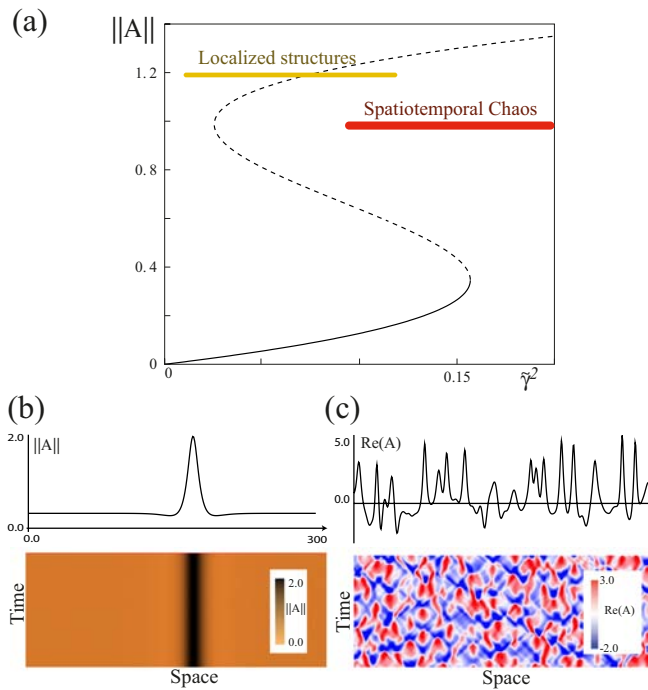 (a)
||A||
1.2
0.8
0.4
0
Localized structures
Spatiotemporal Chaos
0
0.15
γ̃²
(b)
2.0
||A||
0.0
0.0
300
Time
2.0
||A||
0.0
Space
(c)
5.0
Re(A)
0.0
Time
3.0
Re(A)
-2.0
Space